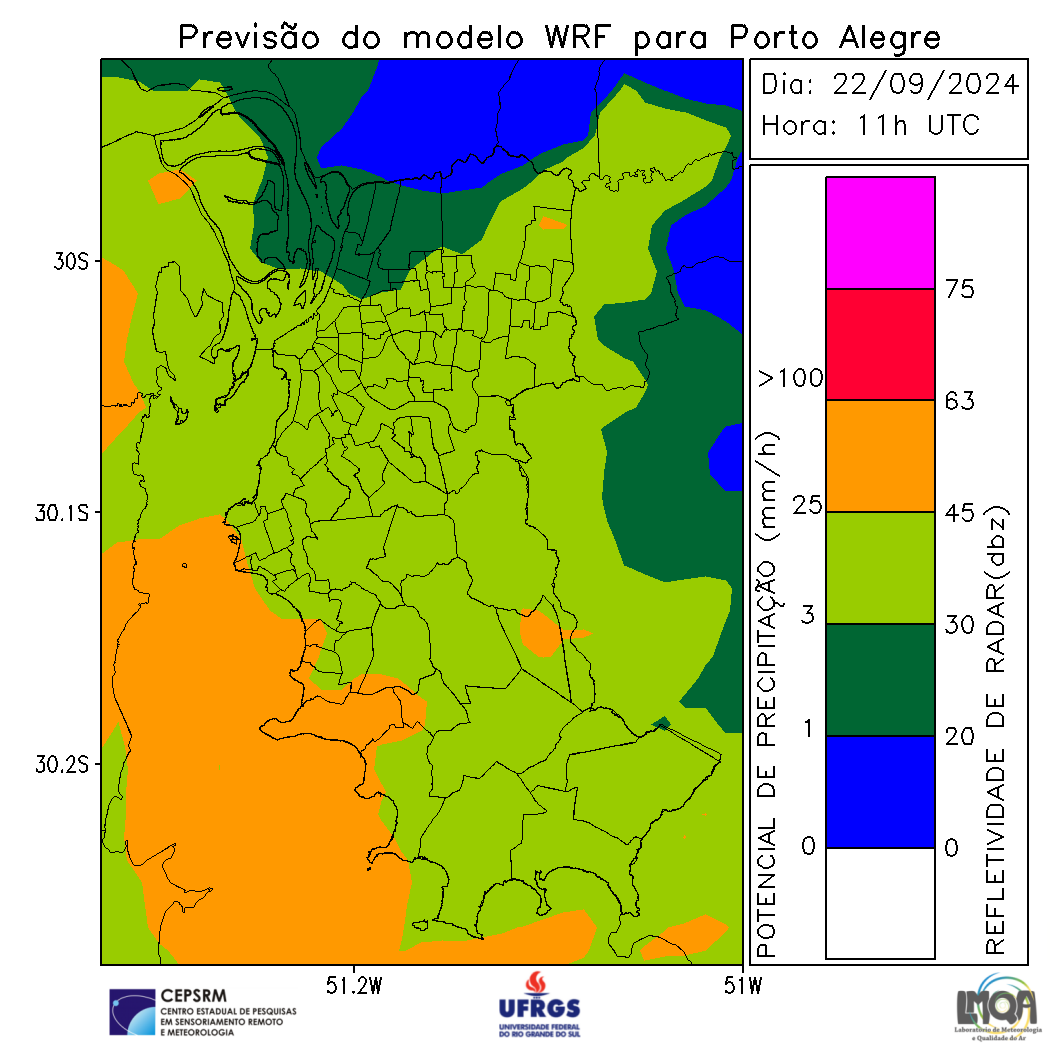 Previsão do modelo WRF para Porto Alegre
Dia: 22/09/2024
Hora: 11h UTC
30S
30.1S
30.2S
51.2W
51W
POTENCIAL DE PRECIPITAÇÃO (mm/h)
>100
25
3
1
0
75
63
45
30
20
0
REFLETIVIDADE DE RADAR(dbz)
CEPSRM
CENTRO ESTADUAL DE PESQUISAS
EM SENSORIAMENTO REMOTO
E METEOROLOGIA
UFRGS
UNIVERSIDADE FEDERAL
DO RIO GRANDE DO SUL
LMQA
Laboratório de Meteorologia
e Qualidade do Ar